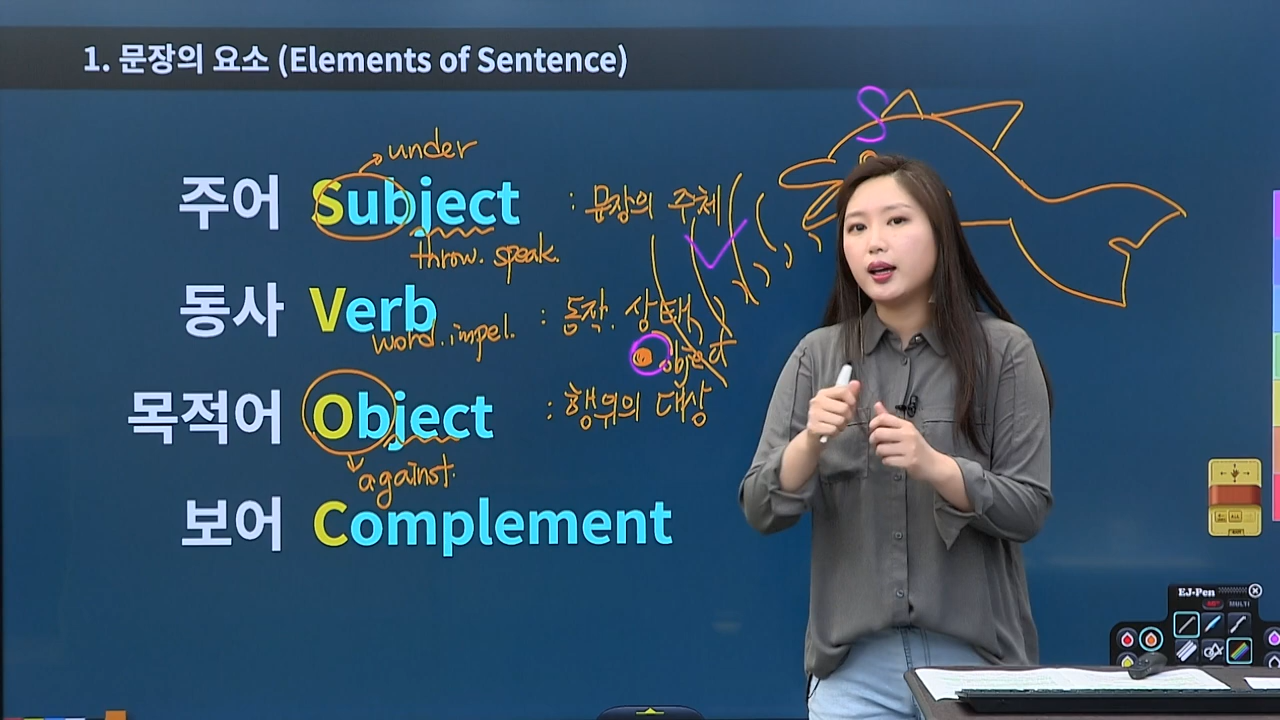 1. 문장의 요소 (Elements of Sentence)
under
S
주어 Subject : 문장의 주체
throw. speak.
동사 Verb : 동작. 상태
word. impel.
object
목적어 Object : 행위의 대상
against.
보어 Complement
EJ-Pen
MULTI